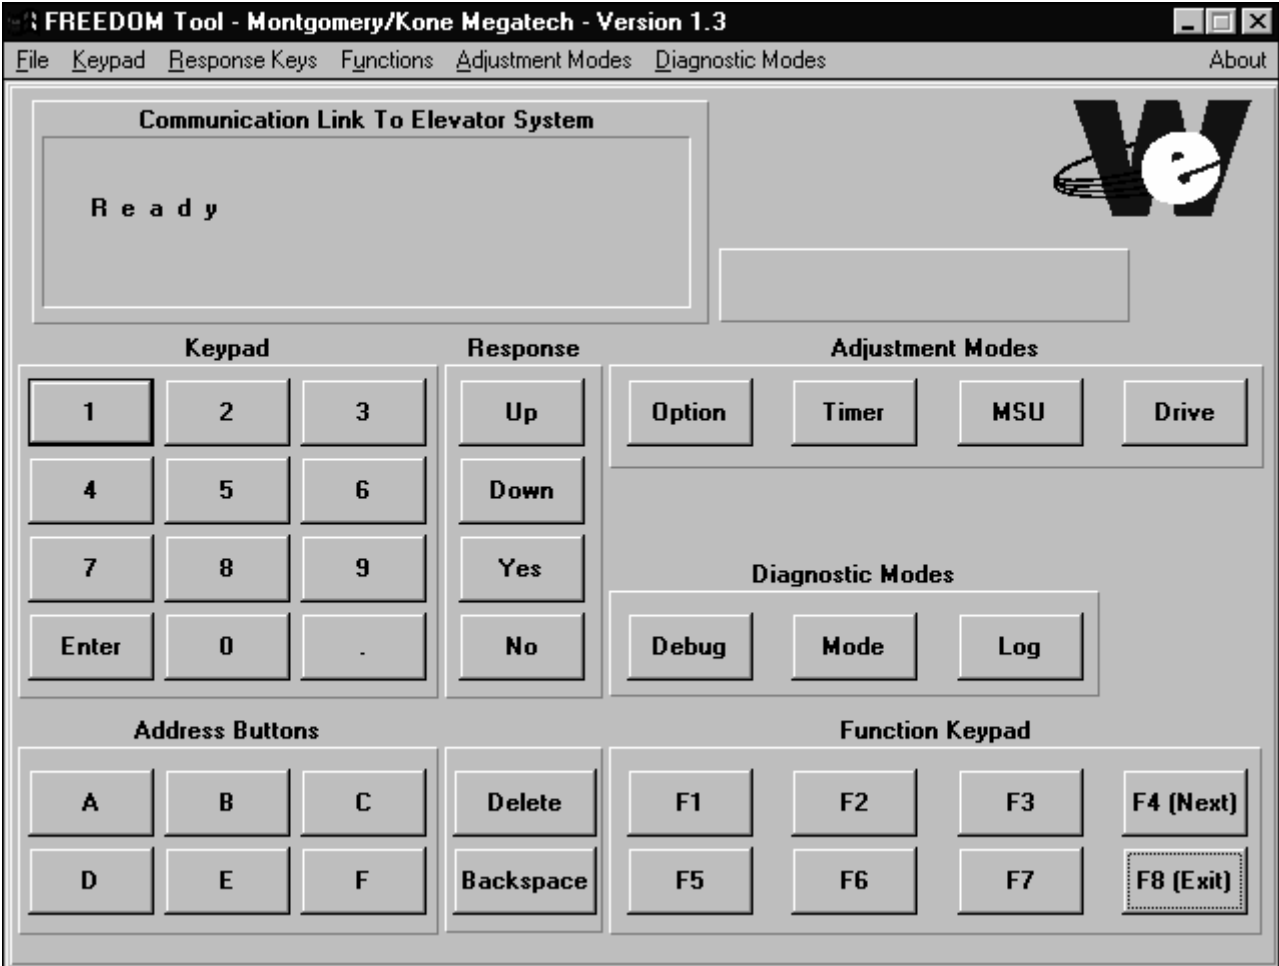 FREEDOM Tool - Montgomery/Kone Megatech - Version 1.3
File Keypad Response Keys Functions Adjustment Modes Diagnostic Modes About
Communication Link To Elevator System
R e a d y
We
Keypad Response Adjustment Modes
1 2 3 Up Option Timer MSU Drive
4 5 6 Down
7 8 9 Yes
Diagnostic Modes
Enter 0 . No Debug Mode Log
Address Buttons Function Keypad
A B C Delete F1 F2 F3 F4 (Next)
D E F Backspace F5 F6 F7 F8 (Exit)